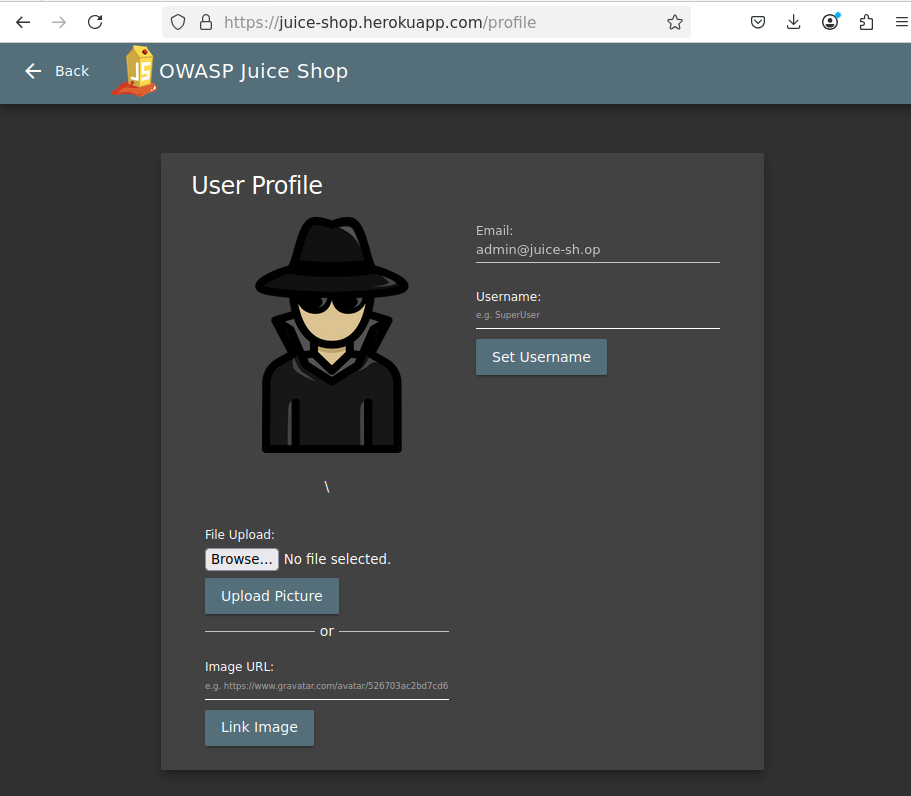 https://juice-shop.herokuapp.com/profile
Back
JS
OWASP Juice Shop
User Profile
Email:
admin@juice-sh.op
Username:
e.g. SuperUser
Set Username
\
File Upload:
Browse... No file selected.
Upload Picture
or
Image URL:
e.g. https://www.gravatar.com/avatar/526703ac2bd7cd6
Link Image